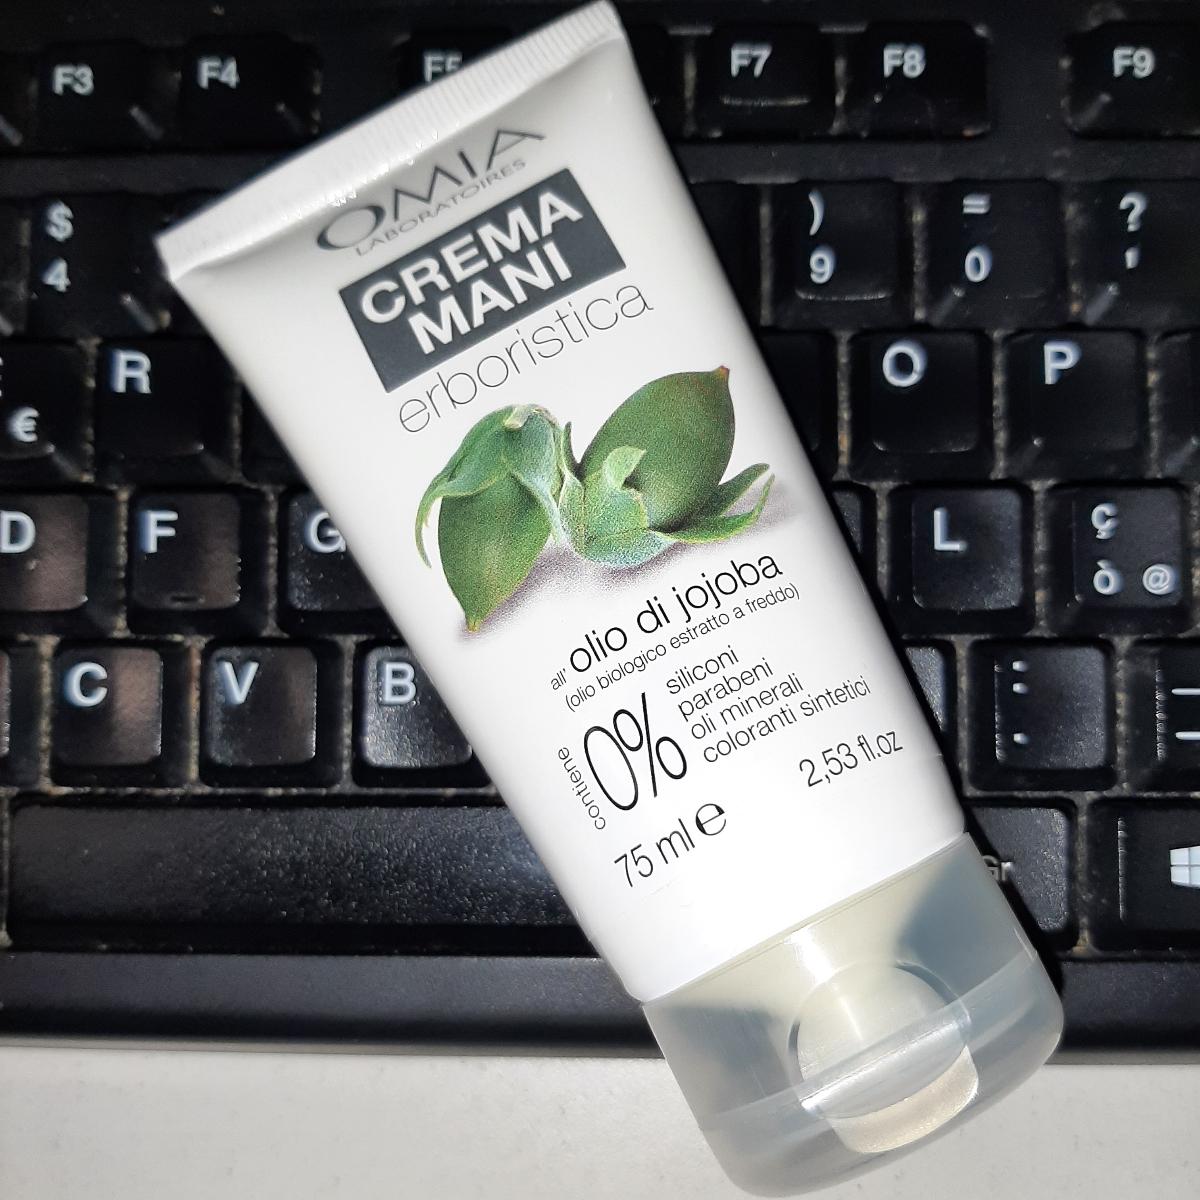 OMIA
LABORATOIRES
CREMA
MANI
erboristica
all' olio di jojoba
(olio biologico estratto a freddo)
contiene 0% siliconi
parabeni
oli minerali
coloranti sintetici
75 ml e 2,53 fl.oz
F3 F4 F5 F7 F8 F9
$ ) = ?
4 9 0 '
R O P
€
D F G L ç
ò @
C V B :
.
Gr